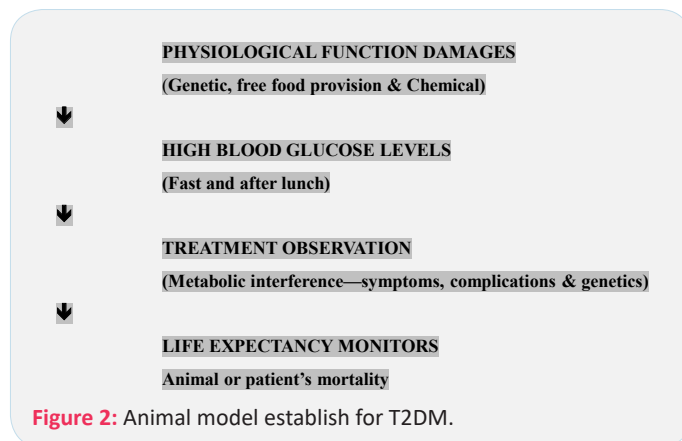 PHYSIOLOGICAL FUNCTION DAMAGES
(Genetic, free food provision & Chemical)
🡻
HIGH BLOOD GLUCOSE LEVELS
(Fast and after lunch)
🡻
TREATMENT OBSERVATION
(Metabolic interference—symptoms, complications & genetics)
🡻
LIFE EXPECTANCY MONITORS
Animal or patient's mortality
Figure 2: Animal model establish for T2DM.